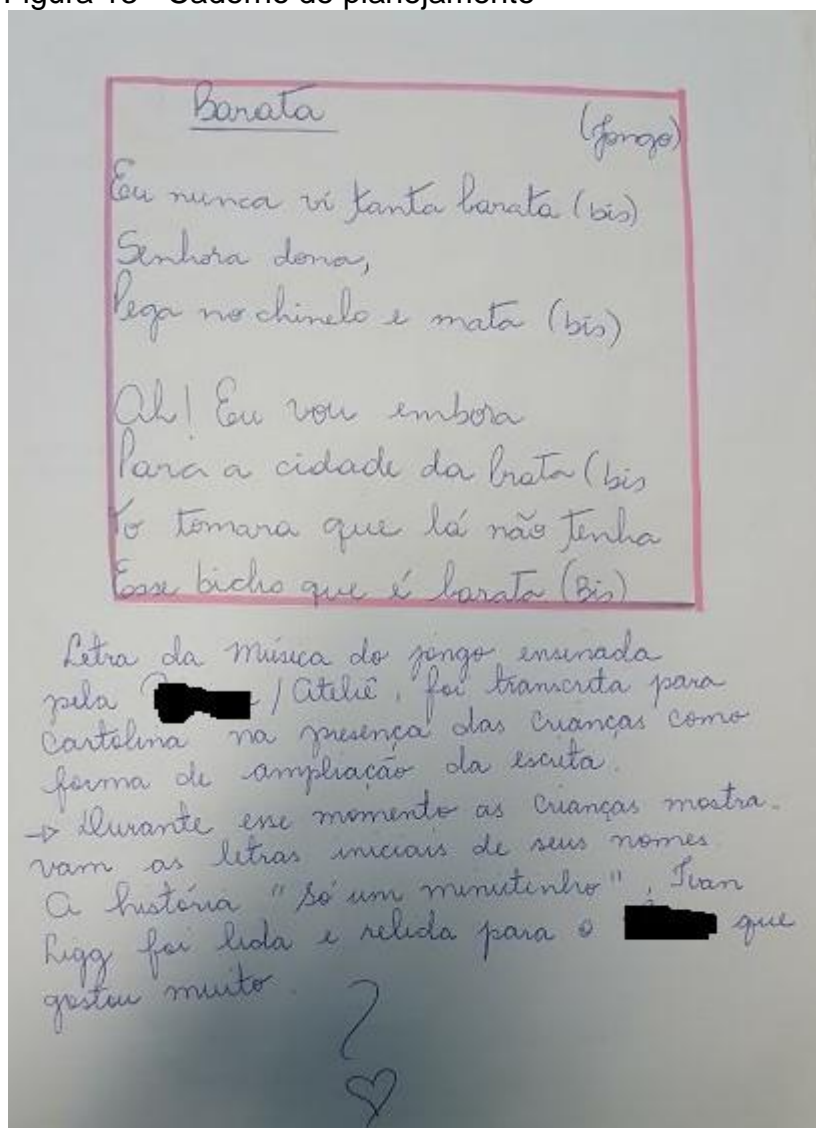 Figura 13 - Caderno de planejamento
Barata
(Jongo)
Eu nunca vi tanta barata (bis)
Senhora dona,
Pega no chinelo e mata (bis)
Ah! Eu vou embora
Para a cidade da Prata (bis
To tomara que lá não tenha
Esse bicho que é barata (Bis)
Letra da Música do jongo ensinada
pela / Ateliê, foi transcrita para
Cartolina na presença das crianças como
forma de ampliação da escuta.
→ Durante esse momento as crianças mostra-
vam as letras iniciais de seus nomes.
A história "Só um minutinho", Ivan
Zigg foi lida e relida para o que
gostou muito.